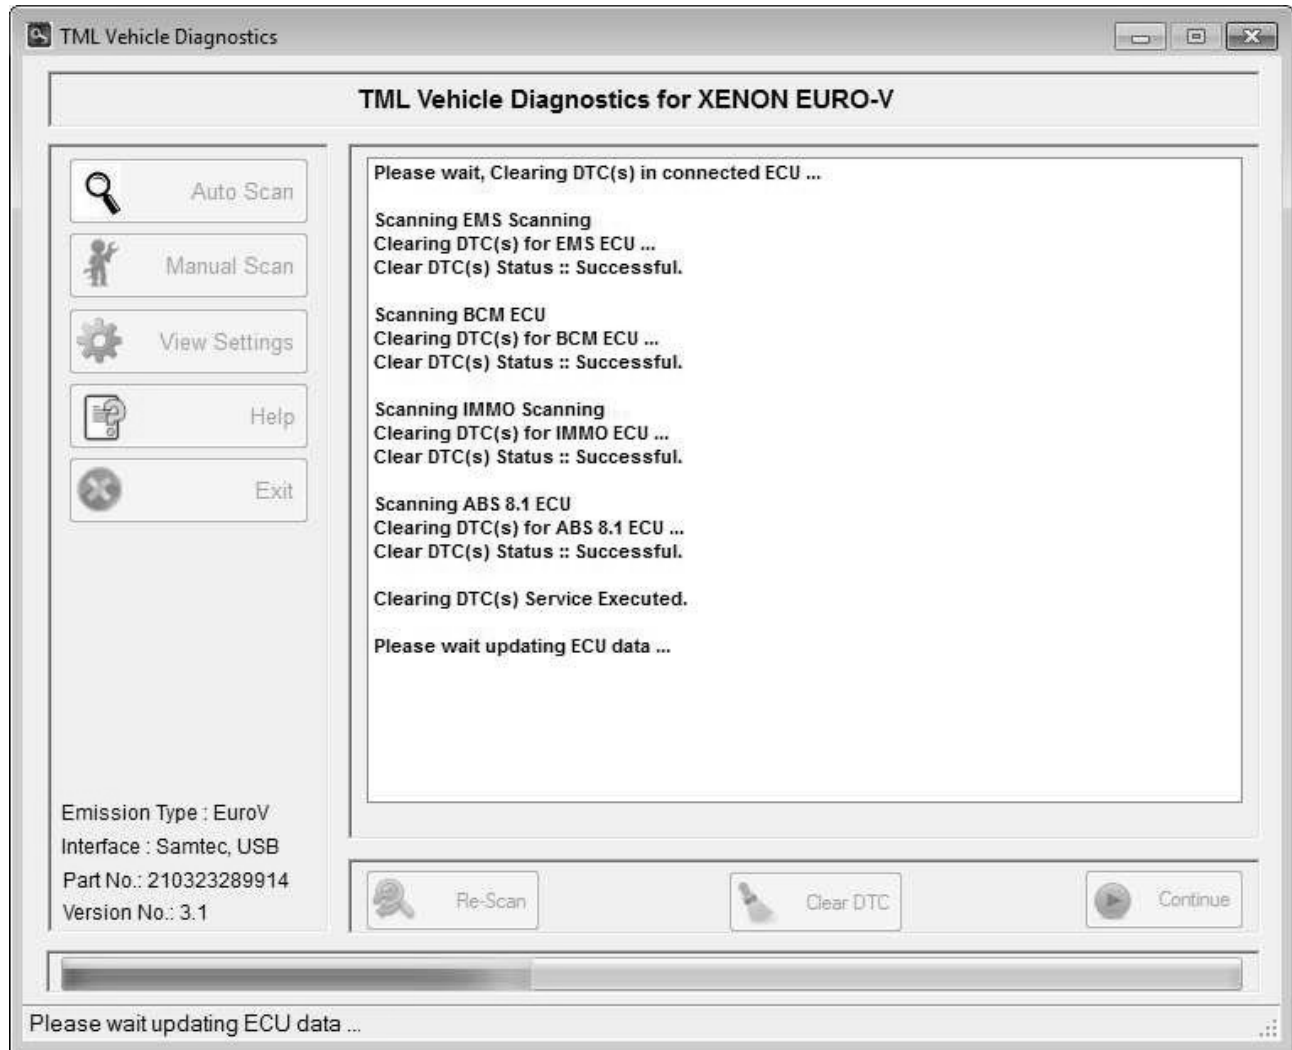 TML Vehicle Diagnostics
TML Vehicle Diagnostics for XENON EURO-V
Auto Scan
Manual Scan
View Settings
Help
Exit
Emission Type : EuroV
Interface : Samtec, USB
Part No.: 210323289914
Version No.: 3.1
Please wait, Clearing DTC(s) in connected ECU ...
Scanning EMS Scanning
Clearing DTC(s) for EMS ECU ...
Clear DTC(s) Status :: Successful.
Scanning BCM ECU
Clearing DTC(s) for BCM ECU ...
Clear DTC(s) Status :: Successful.
Scanning IMMO Scanning
Clearing DTC(s) for IMMO ECU ...
Clear DTC(s) Status :: Successful.
Scanning ABS 8.1 ECU
Clearing DTC(s) for ABS 8.1 ECU ...
Clear DTC(s) Status :: Successful.
Clearing DTC(s) Service Executed.
Please wait updating ECU data ...
Re-Scan
Clear DTC
Continue
Please wait updating ECU data ...